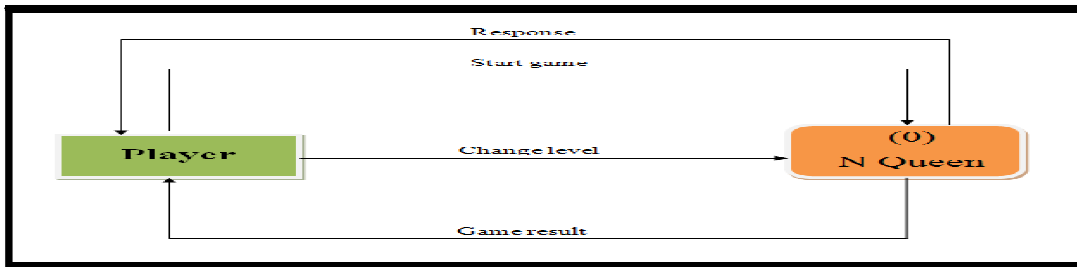 Response
Start game
Player
Change level
(0)
N Queen
Game result